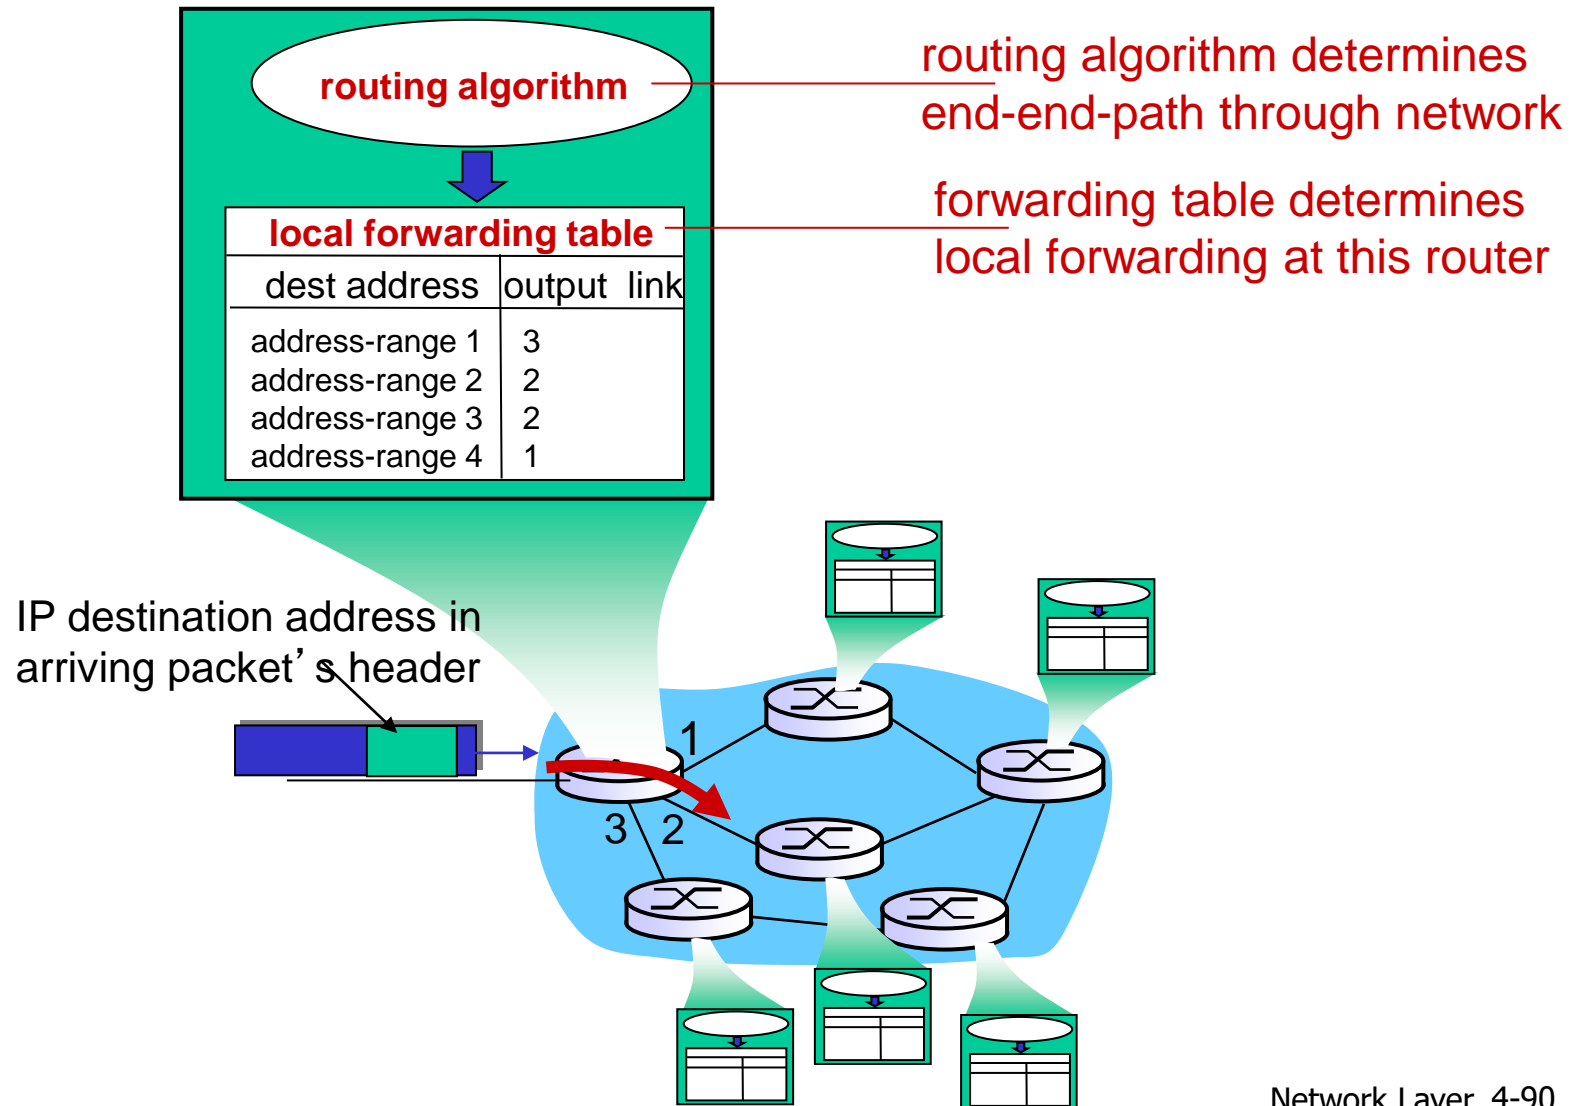 routing algorithm
routing algorithm determines
end-end-path through network
local forwarding table
forwarding table determines
local forwarding at this router
dest address output link
address-range 1 3
address-range 2 2
address-range 3 2
address-range 4 1
IP destination address in
arriving packet’s header
1
3 2
Network Layer 4-90